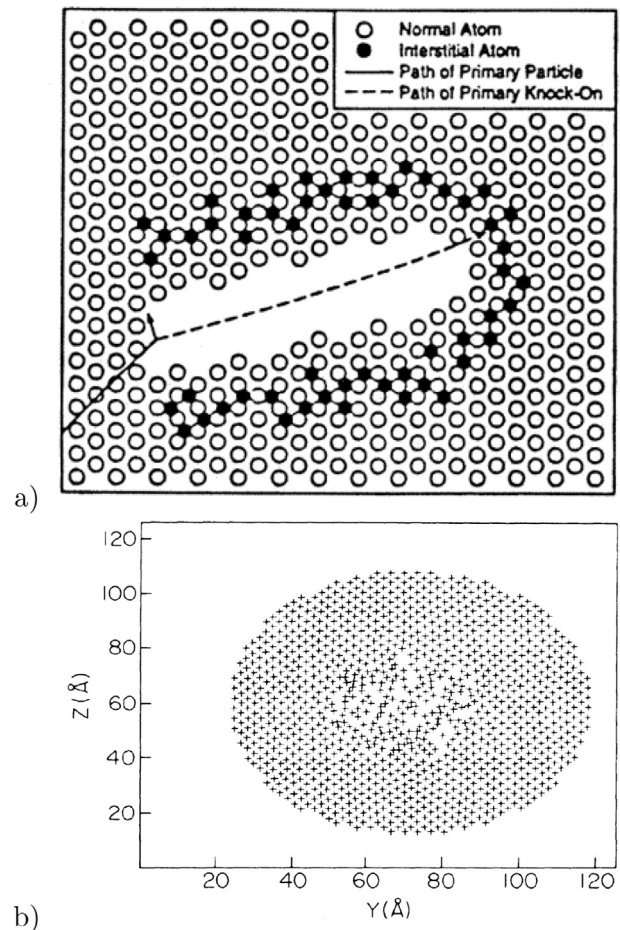 Normal Atom
Interstitial Atom
Path of Primary Particle
Path of Primary Knock-On
a)
120
100
80
60
40
20
Z(Å)
20 40 60 80 100 120
Y(Å)
b)